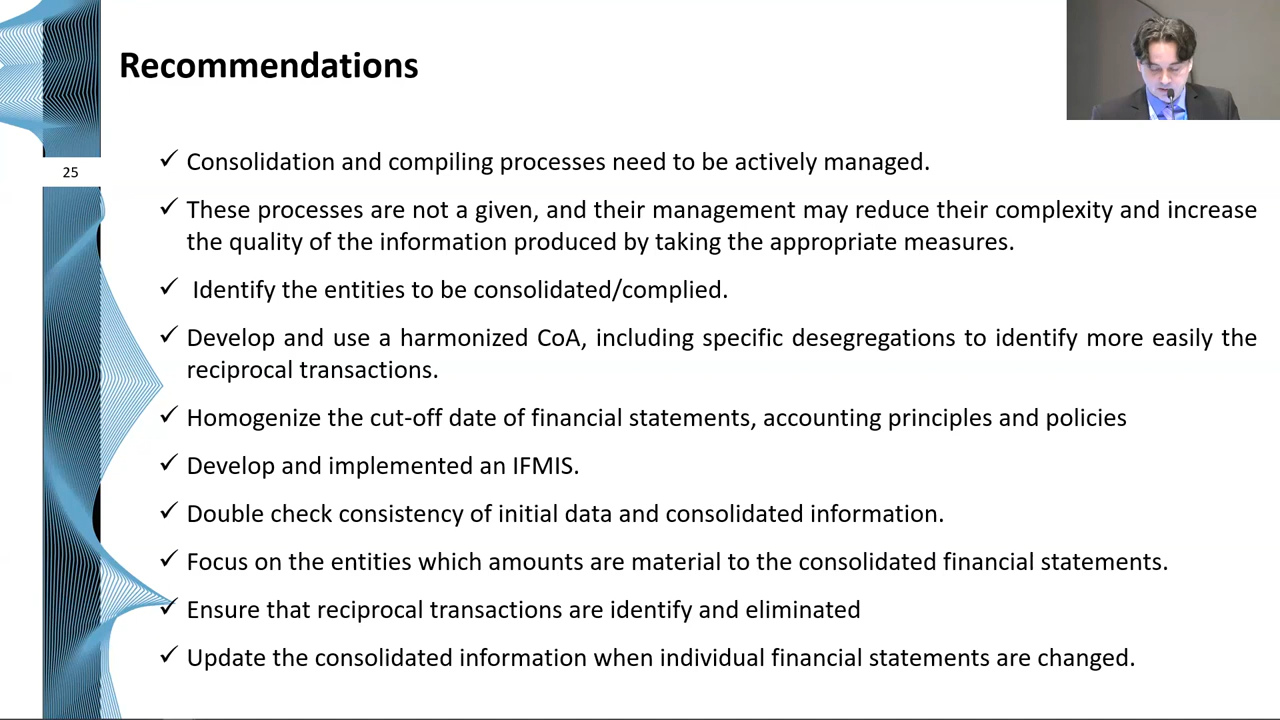 Recommendations
25
✓ Consolidation and compiling processes need to be actively managed.
✓ These processes are not a given, and their management may reduce their complexity and increase
the quality of the information produced by taking the appropriate measures.
✓ Identify the entities to be consolidated/complied.
✓ Develop and use a harmonized CoA, including specific desegregations to identify more easily the
reciprocal transactions.
✓ Homogenize the cut-off date of financial statements, accounting principles and policies
✓ Develop and implemented an IFMIS.
✓ Double check consistency of initial data and consolidated information.
✓ Focus on the entities which amounts are material to the consolidated financial statements.
✓ Ensure that reciprocal transactions are identify and eliminated
✓ Update the consolidated information when individual financial statements are changed.